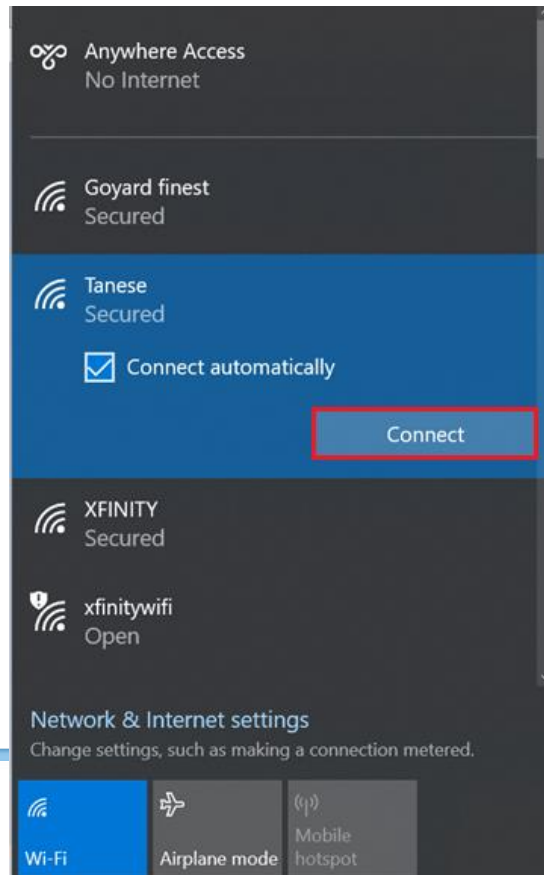 Anywhere Access
No Internet
Goyard finest
Secured
Tanese
Secured
Connect automatically
Connect
XFINITY
Secured
xfinitywifi
Open
Network & Internet settings
Change settings, such as making a connection metered.
Wi-Fi
Airplane mode
Mobile
hotspot